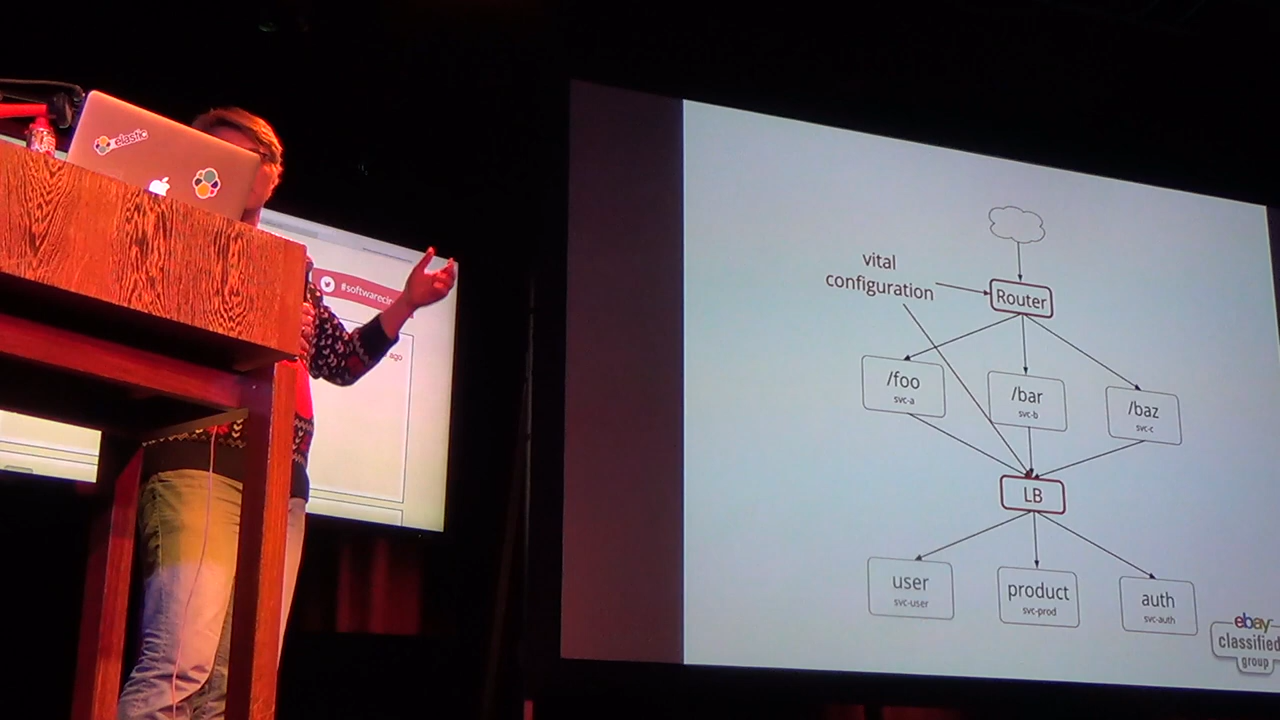 elastic
#softwareci
ago
vital
configuration
Router
/foo
svc-a
/bar
svc-b
/baz
svc-c
LB
user
svc-user
product
svc-prod
auth
svc-auth
ebay
classified
group